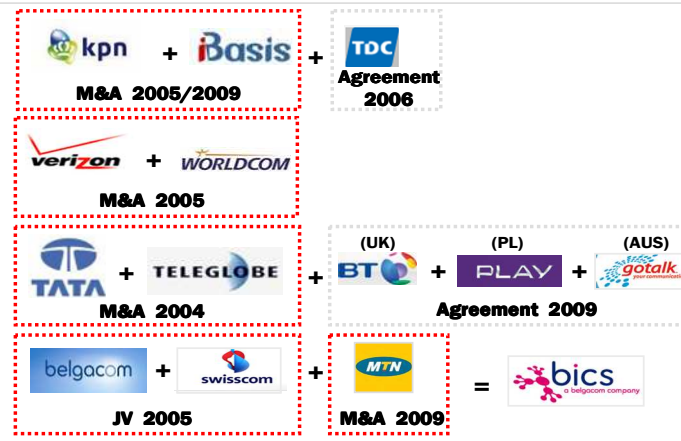 kpn + iBasis + TDC
M&A 2005/2009
Agreement
2006
verizon + WORLDCOM
M&A 2005
(UK) (PL) (AUS)
TATA + TELEGLOBE + BT + PLAY + gotalk
M&A 2004
Agreement 2009
belgacom + swisscom + MTN = bics
a belgacom company
JV 2005
M&A 2009